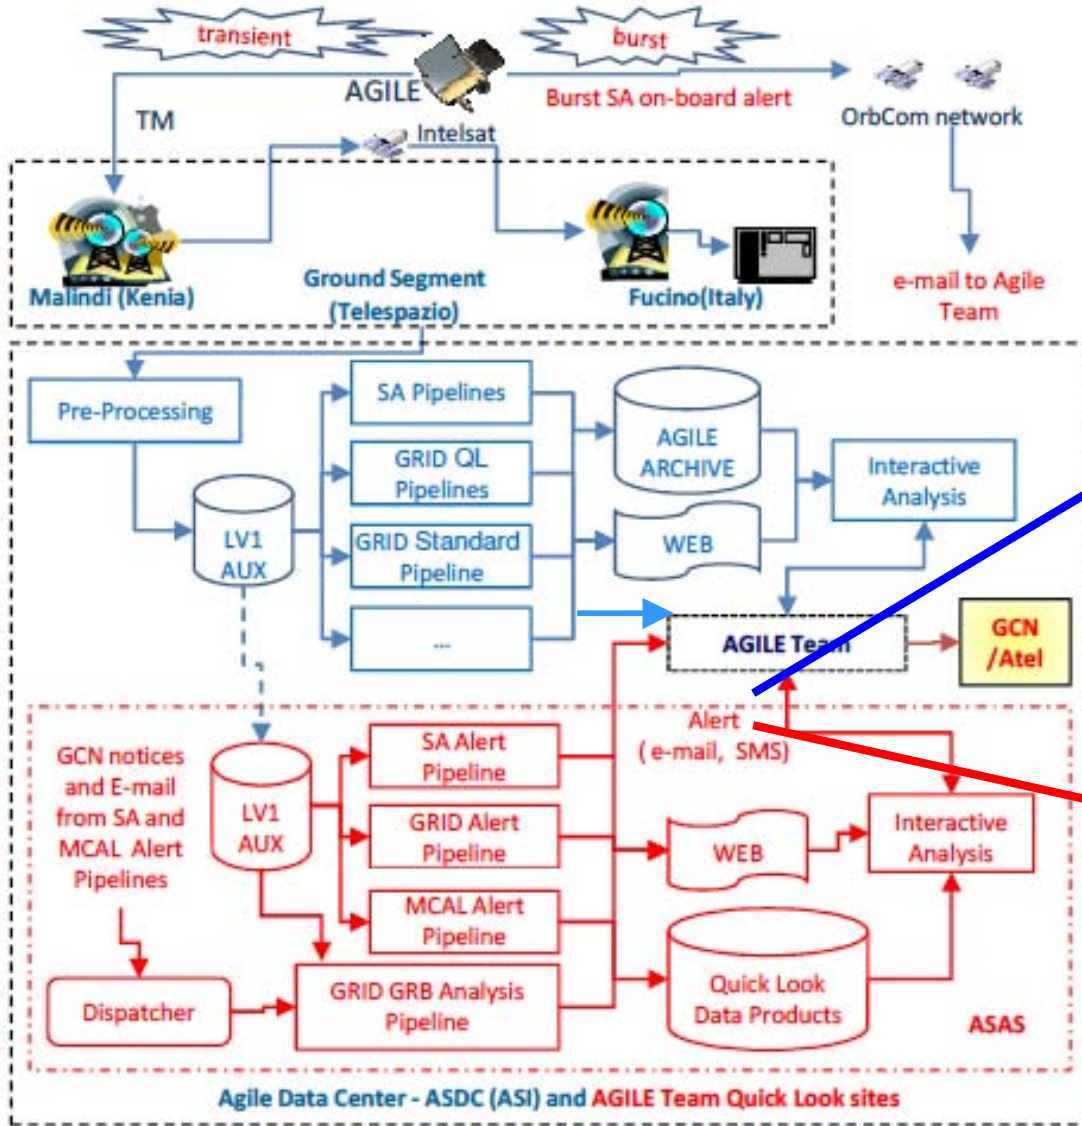 transient
burst
AGILE
Burst SA on-board alert
TM
Intelsat
OrbCom network
Malindi (Kenia)
Ground Segment
(Telespazio)
Fucino(Italy)
e-mail to Agile
Team
Pre-Processing
LV1
AUX
SA Pipelines
GRID QL
Pipelines
GRID Standard
Pipeline
...
AGILE
ARCHIVE
WEB
Interactive
Analysis
AGILE Team
GCN
/Atel
GCN notices
and E-mail
from SA and
MCAL Alert
Pipelines
LV1
AUX
SA Alert
Pipeline
GRID Alert
Pipeline
MCAL Alert
Pipeline
Dispatcher
GRID GRB Analysis
Pipeline
Alert
( e-mail, SMS)
WEB
Interactive
Analysis
Quick Look
Data Products
ASAS
Agile Data Center - ASDC (ASI) and AGILE Team Quick Look sites